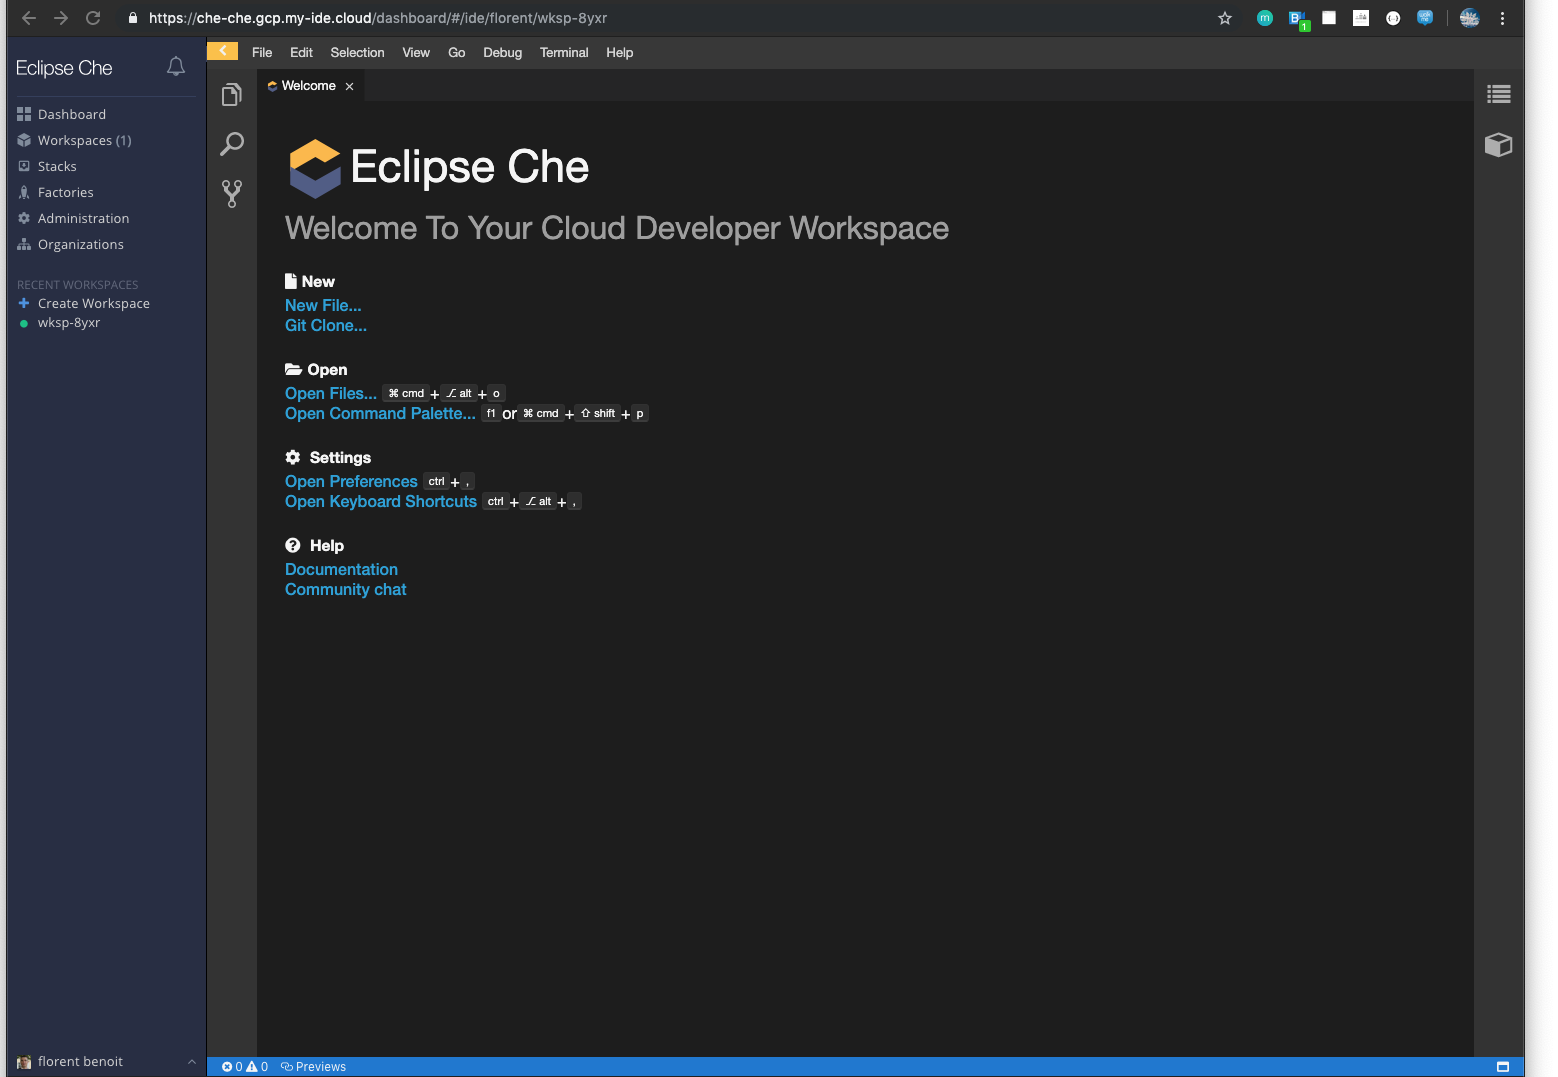 https://che-che.gcp.my-ide.cloud/dashboard/#/ide/florent/wksp-8yxr
m
1
Eclipse Che
File Edit Selection View Go Debug Terminal Help
Welcome
Dashboard
Workspaces (1)
Stacks
Factories
Administration
Organizations
RECENT WORKSPACES
Create Workspace
wksp-8yxr
Eclipse Che
Welcome To Your Cloud Developer Workspace
New
New File...
Git Clone...
Open
Open Files... ⌘ cmd + ⌥ alt + o
Open Command Palette... f1 or ⌘ cmd + ⇧ shift + p
Settings
Open Preferences ctrl + ,
Open Keyboard Shortcuts ctrl + ⌥ alt + ,
Help
Documentation
Community chat
florent benoit
0 0 Previews